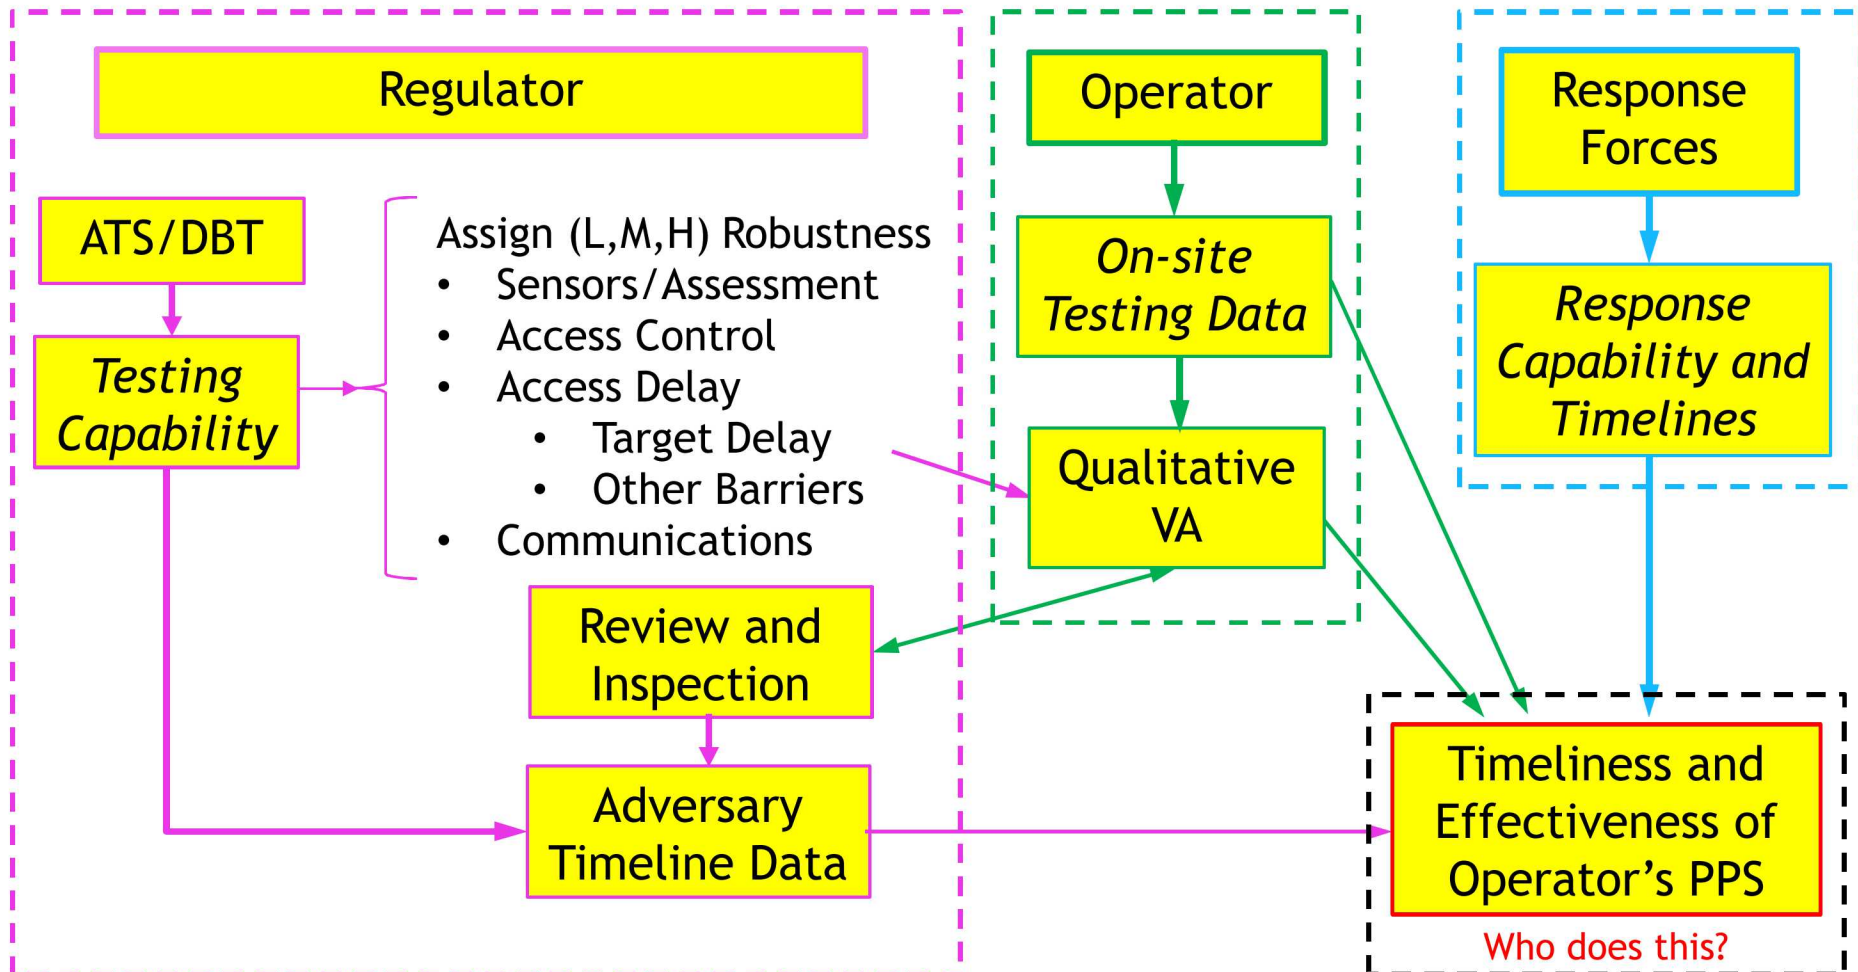 Regulator
ATS/DBT
Testing
Capability
Assign (L,M,H) Robustness
• Sensors/Assessment
• Access Control
• Access Delay
• Target Delay
• Other Barriers
• Communications
Review and
Inspection
Adversary
Timeline Data
Operator
On-site
Testing Data
Qualitative
VA
Response
Forces
Response
Capability and
Timelines
Timeliness and
Effectiveness of
Operator’s PPS
Who does this?